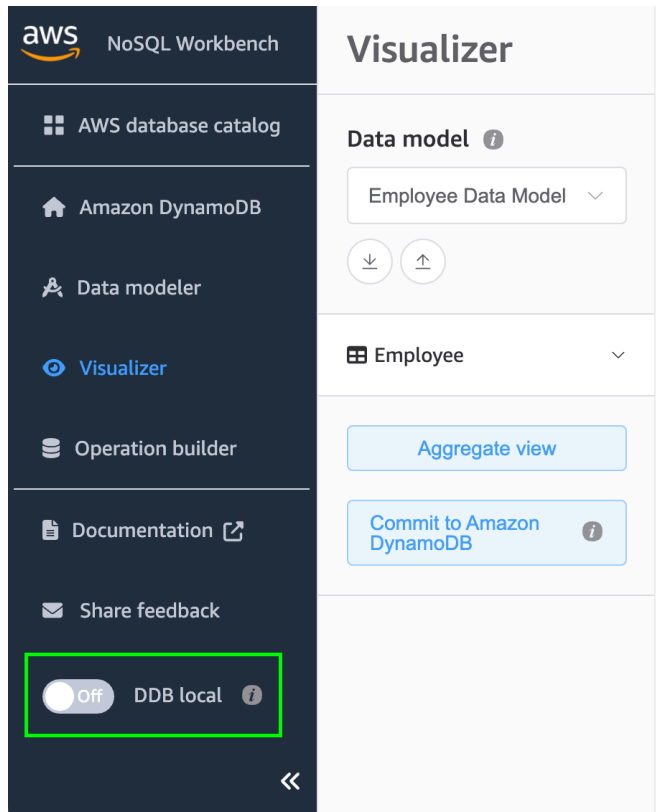 aws
NoSQL Workbench
AWS database catalog
Amazon DynamoDB
Data modeler
Visualizer
Operation builder
Documentation
Share feedback
Off
DDB local
Visualizer
Data model
Employee Data Model
Employee
Aggregate view
Commit to Amazon
DynamoDB